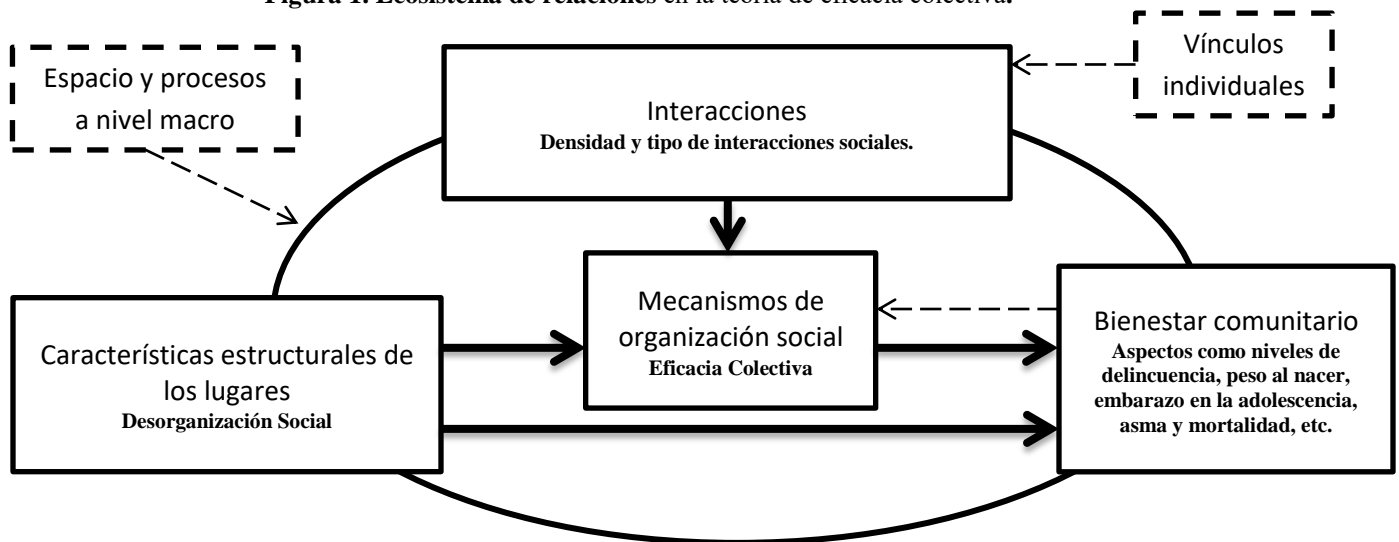 Figura 1. Ecosistema de relaciones en la teoría de eficacia colectiva.
Espacio y procesos
a nivel macro
Vínculos
individuales
Interacciones
Densidad y tipo de interacciones sociales.
Mecanismos de
organización social
Eficacia Colectiva
Características estructurales de
los lugares
Desorganización Social
Bienestar comunitario
Aspectos como niveles de
delincuencia, peso al nacer,
embarazo en la adolescencia,
asma y mortalidad, etc.